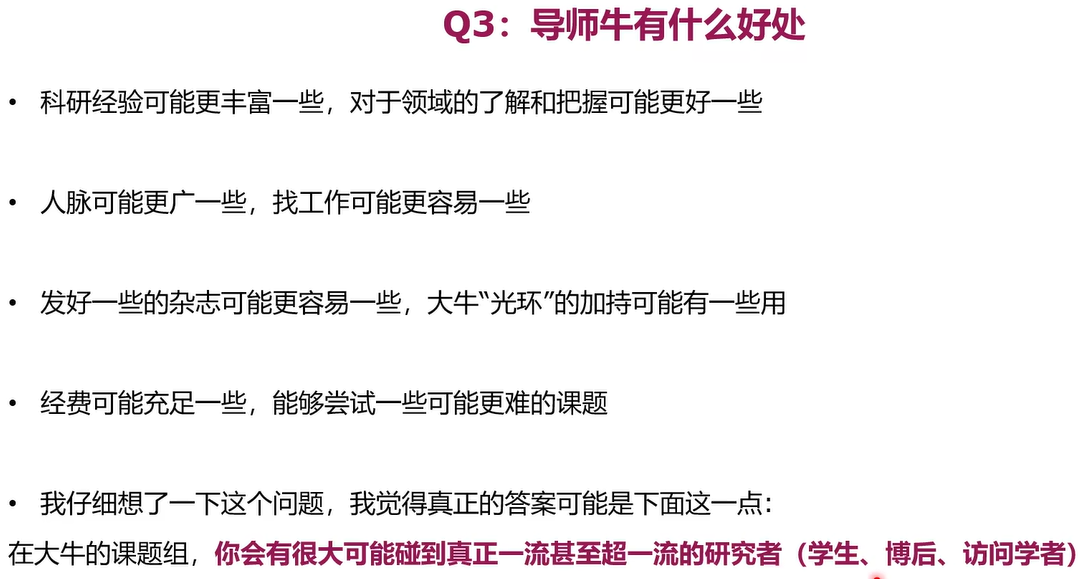 Q3：导师牛有什么好处
• 科研经验可能更丰富一些，对于领域的了解和把握可能更好一些
• 人脉可能更广一些，找工作可能更容易一些
• 发好一些的杂志可能更容易一些，大牛“光环”的加持可能有一些用
• 经费可能充足一些，能够尝试一些可能更难的课题
• 我仔细想了一下这个问题，我觉得真正的答案可能是下面这一点：
在大牛的课题组，你会有很大可能碰到真正一流甚至超一流的研究者（学生、博后、访问学者）